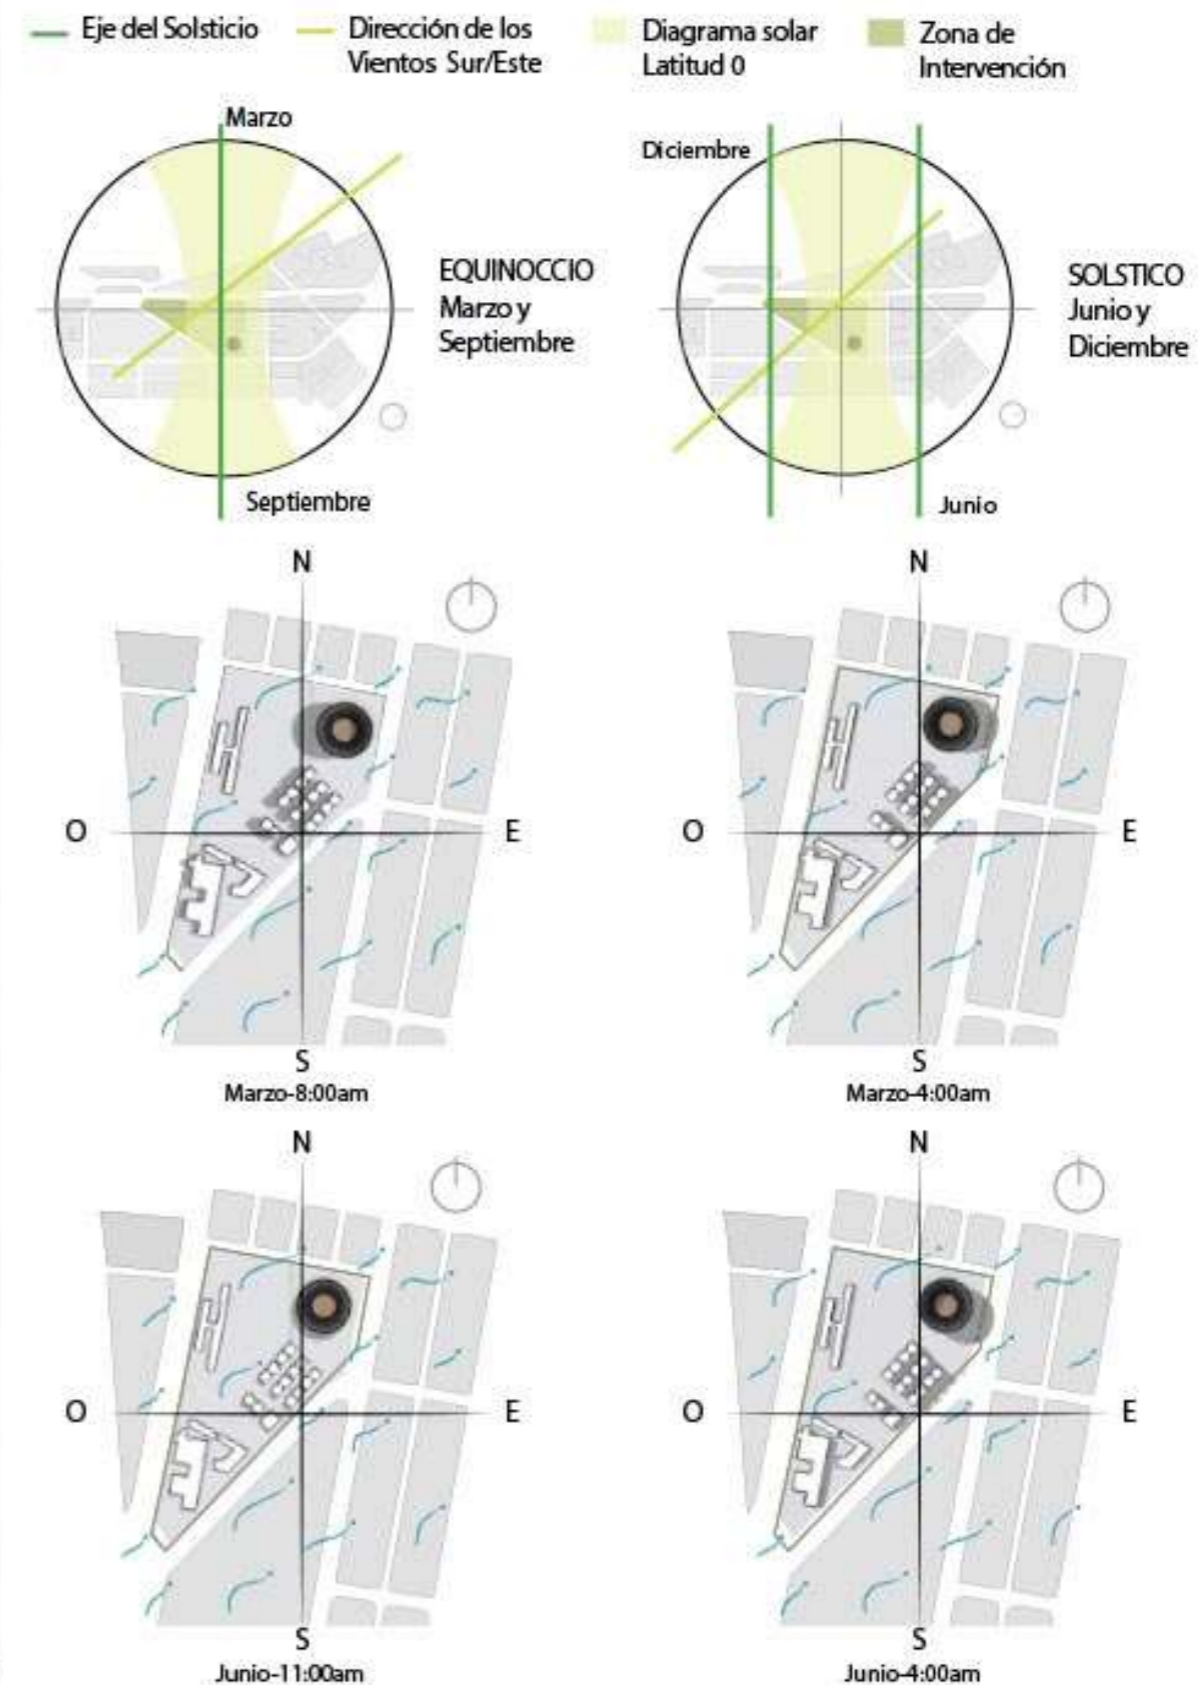 Eje del Solsticio
Dirección de los
Vientos Sur/Este
Diagrama solar
Latitud 0
Zona de
Intervención
Marzo
EQUINOCCIO
Marzo y
Septiembre
Septiembre
Diciembre
SOLSTICO
Junio y
Diciembre
Junio
N
O
E
S
Marzo-8:00am
N
O
E
S
Marzo-4:00am
N
O
E
S
Junio-11:00am
N
O
E
S
Junio-4:00am